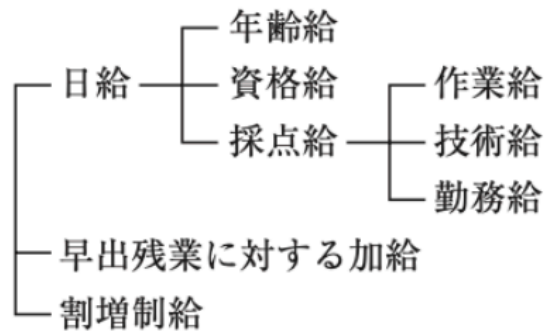 年齢給
日給 資格給 作業給
採点給 技術給
勤務給
早出残業に対する加給
割増制給